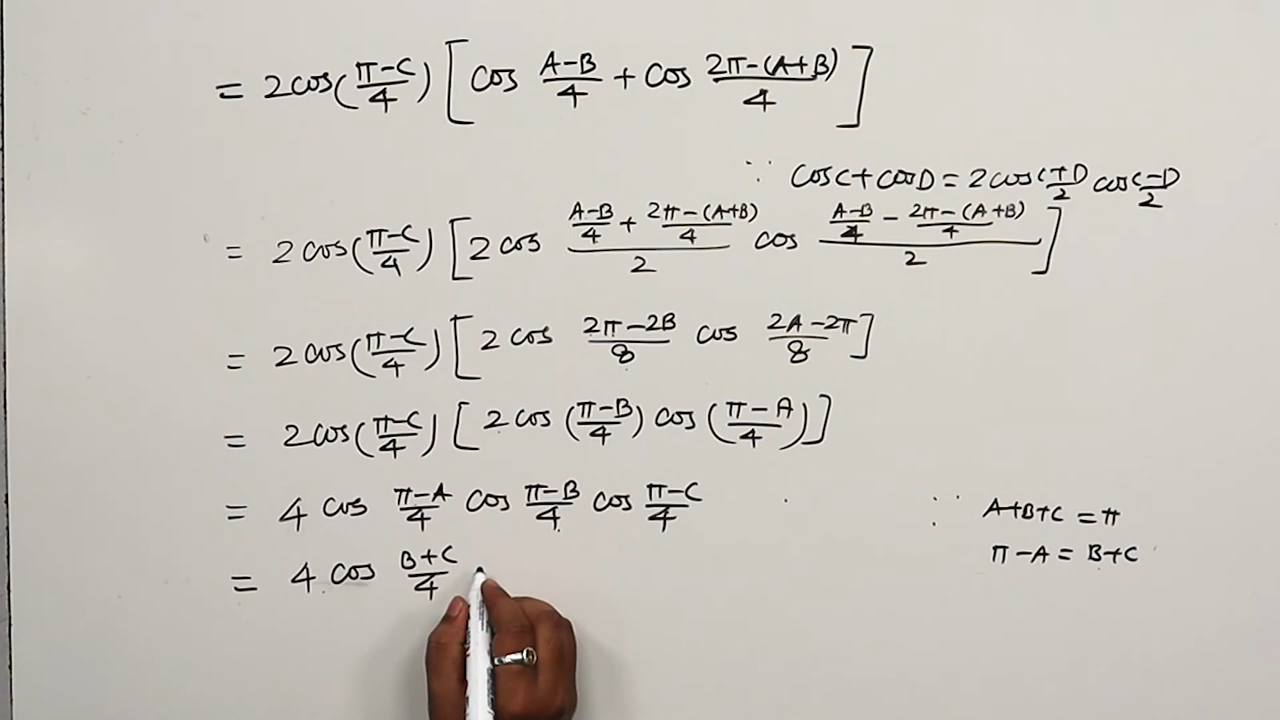 = 2cos(π-C/4) [cos A-B/4 + cos 2π-(A+B)/4]
∵ cosC+cosD = 2cos C+D/2 cos C-D/2
= 2cos(π-C/4) [2cos (A-B/4 + 2π-(A+B)/4)/2 cos (A-B/4 - 2π-(A+B)/4)/2]
= 2cos(π-C/4) [2cos 2π-2B/8 cos 2A-2π/8]
= 2cos(π-C/4) [2cos (π-B/4) cos (π-A/4)]
= 4 cos π-A/4 cos π-B/4 cos π-C/4 ∵ A+B+C = π
π-A = B+C
= 4 cos B+C/4